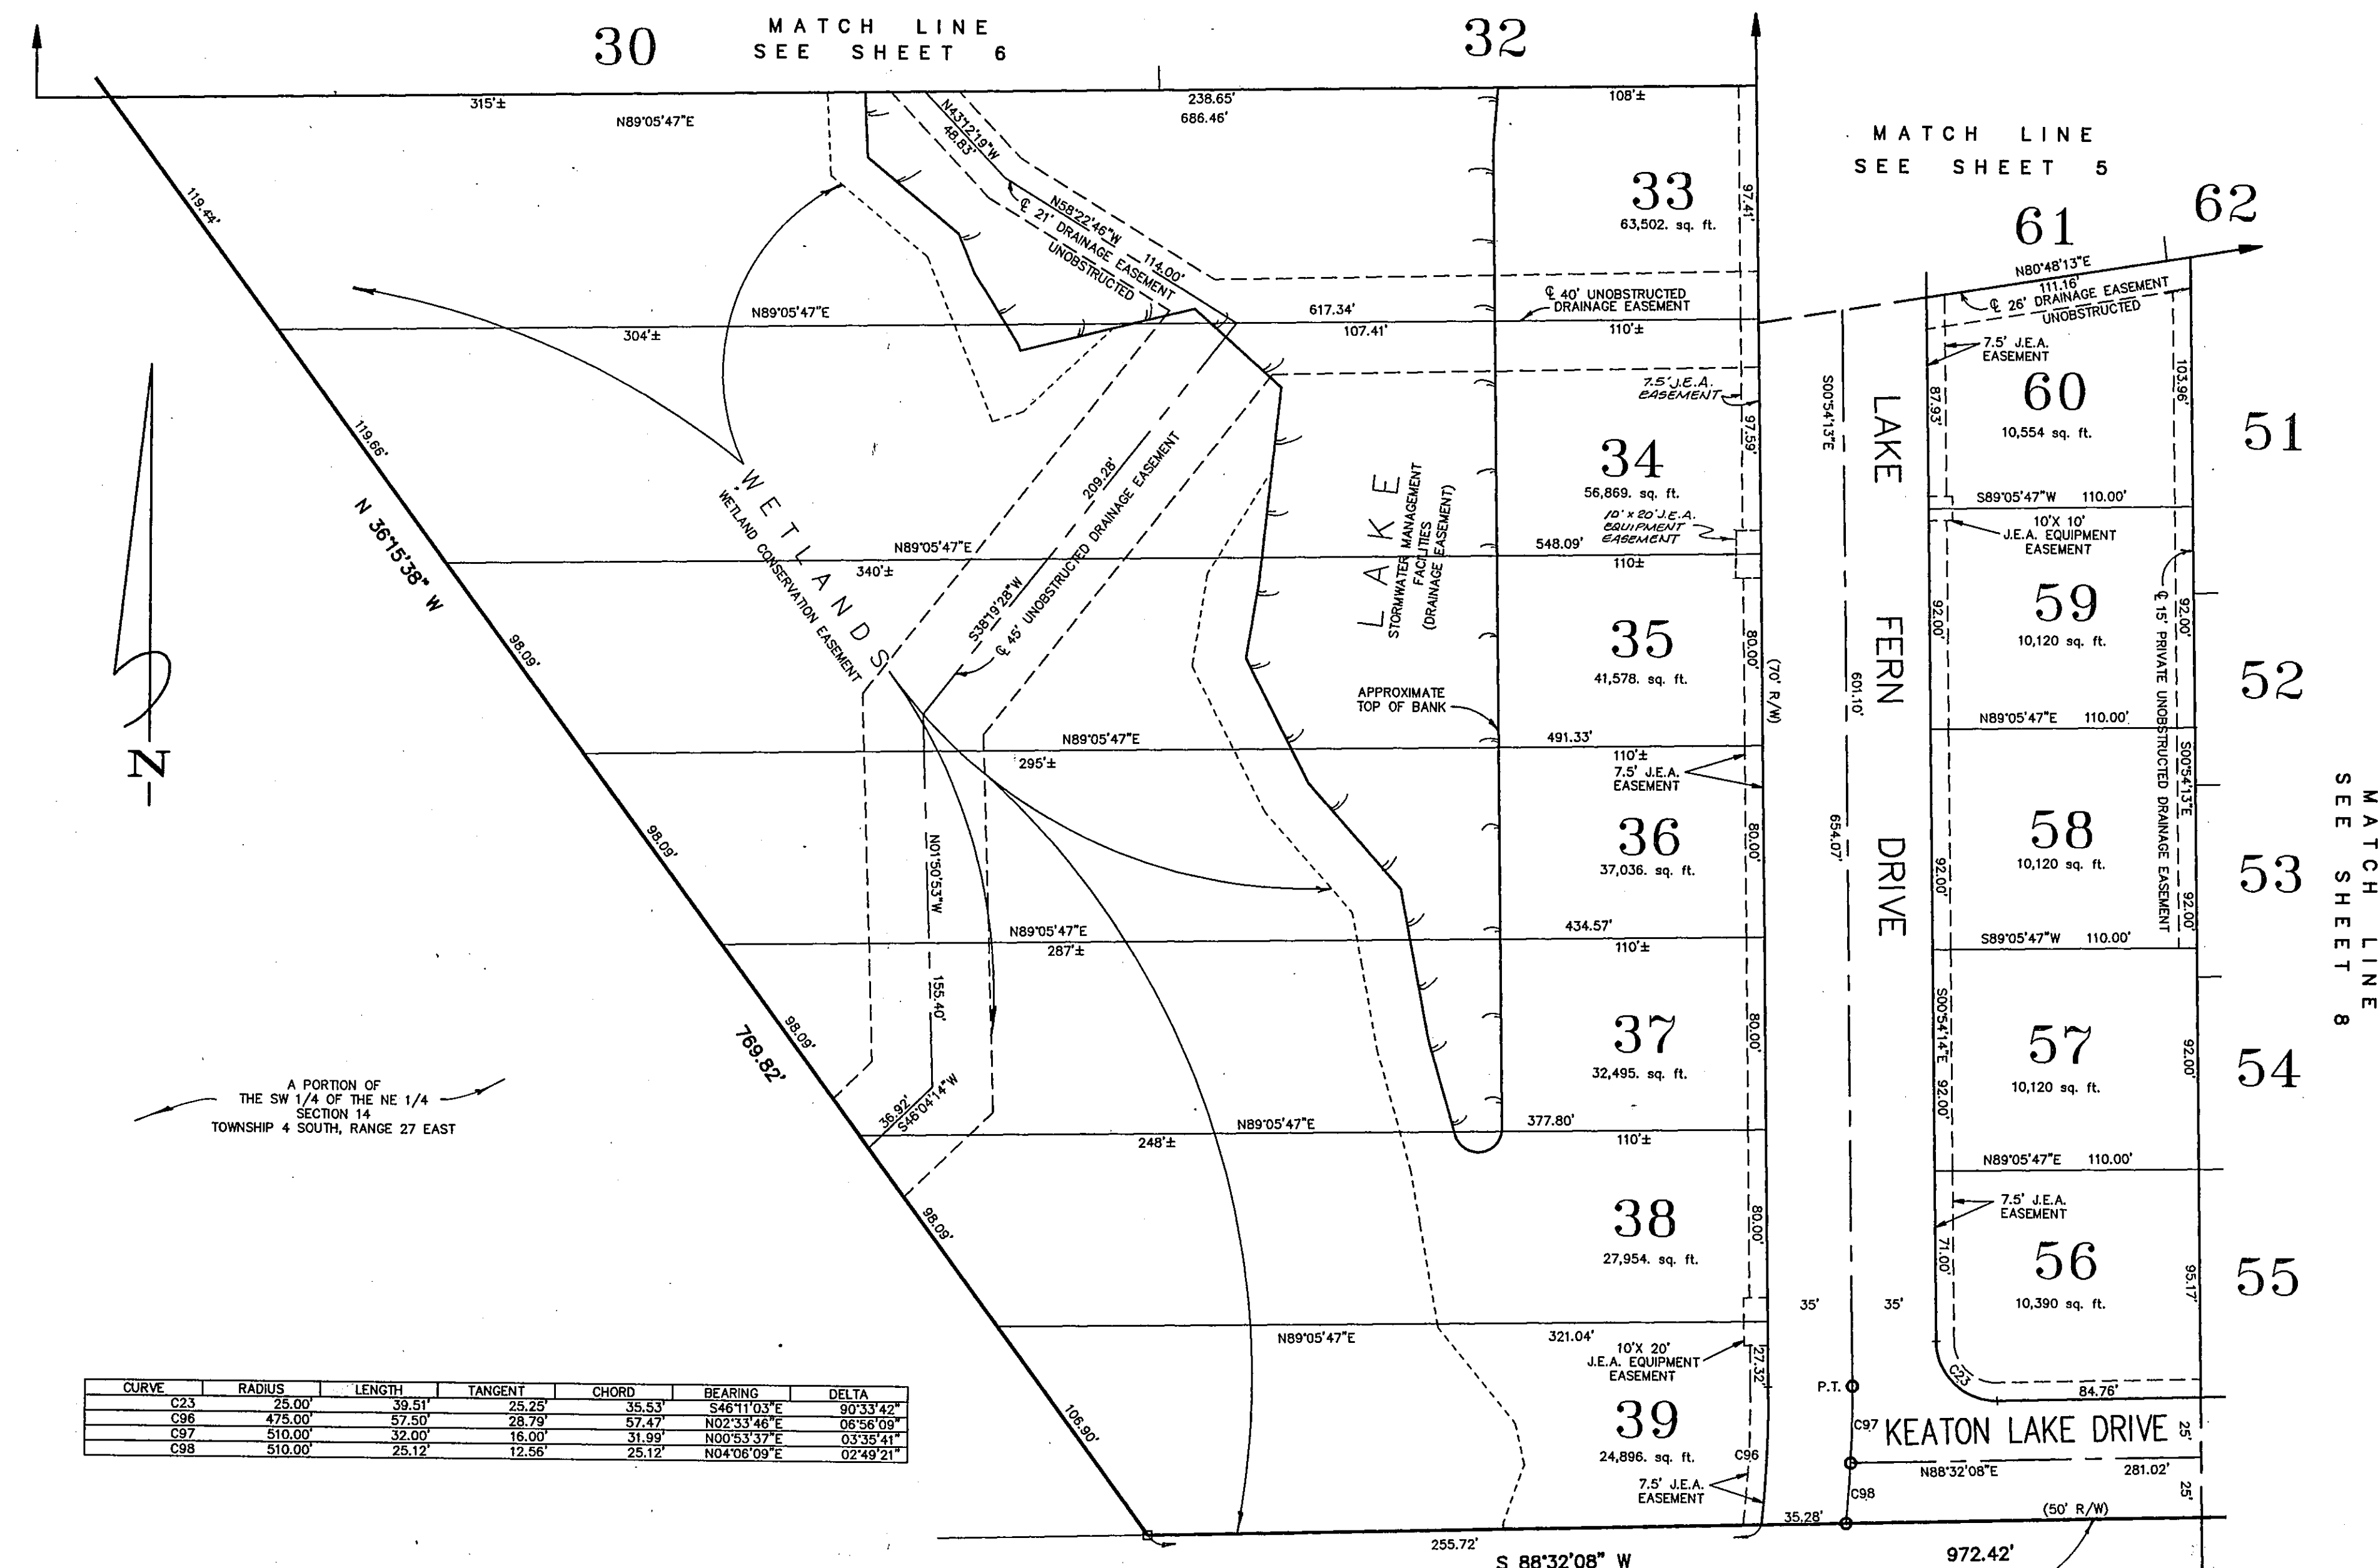 30
MATCH LINE
SEE SHEET 6
32
315'±
N89°05'47"E
238.65'
686.46'
108'±
N43°12'19"W
48.83'
N58°22'46"W
114.00'
℄ 21' DRAINAGE EASEMENT
UNOBSTRUCTED
33
63,502. sq. ft.
97.41'
MATCH LINE
SEE SHEET 5
61
62
N80°48'13"E
111.16'
℄ 26' DRAINAGE EASEMENT
UNOBSTRUCTED
119.44'
N89°05'47"E
304'±
617.34'
107.41'
℄ 40' UNOBSTRUCTED
DRAINAGE EASEMENT
110'±
7.5' J.E.A.
EASEMENT
97.59'
34
56,869. sq. ft.
10' x 20' J.E.A.
EQUIPMENT
EASEMENT
S00°54'13"E
LAKE FERN DRIVE
7.5' J.E.A.
EASEMENT
87.93'
60
10,554 sq. ft.
103.96'
51
S89°05'47"W 110.00'
10'X 10'
J.E.A. EQUIPMENT
EASEMENT
119.66'
N 36°15'38" W
WETLANDS
WETLAND CONSERVATION EASEMENT
209.28'
S38°19'28"W
℄ 45' UNOBSTRUCTED DRAINAGE EASEMENT
LAKE
STORMWATER MANAGEMENT
FACILITIES
(DRAINAGE EASEMENT)
N89°05'47"E
340'±
548.09'
110±
35
41,578. sq. ft.
80.00'
(70' R/W)
601.10'
92.00'
59
10,120 sq. ft.
92.00'
℄ 15' PRIVATE UNOBSTRUCTED DRAINAGE EASEMENT
52
N89°05'47"E 110.00'
98.09'
APPROXIMATE
TOP OF BANK
N89°05'47"E
295'±
491.33'
110'±
7.5' J.E.A.
EASEMENT
N
36
37,036. sq. ft.
80.00'
654.07'
92.00'
58
10,120 sq. ft.
S00°54'13"E
92.00'
53
MATCH LINE
SEE SHEET 8
98.09'
N01°50'53"W
155.40'
N89°05'47"E
287'±
434.57'
110'±
S89°05'47"W 110.00'
98.09'
769.82'
37
32,495. sq. ft.
80.00'
S00°54'14"E 92.00'
57
10,120 sq. ft.
92.00'
54
A PORTION OF
THE SW 1/4 OF THE NE 1/4
SECTION 14
TOWNSHIP 4 SOUTH, RANGE 27 EAST
36.92'
S46°04'14"W
N89°05'47"E
248'±
377.80'
110'±
N89°05'47"E 110.00'
98.09'
38
27,954. sq. ft.
80.00'
7.5' J.E.A.
EASEMENT
71.00'
56
10,390 sq. ft.
95.17'
55
35'
35'
N89°05'47"E
321.04'
10'X 20'
J.E.A. EQUIPMENT
EASEMENT
27.32'
P.T.
C23
84.76'
CURVE RADIUS LENGTH TANGENT CHORD BEARING DELTA
C23 25.00' 39.51' 25.25' 35.53' S46°11'03"E 90°33'42"
C96 475.00' 57.50' 28.79' 57.47' N02°33'46"E 06°56'09"
C97 510.00' 32.00' 16.00' 31.99' N00°53'37"E 03°35'41"
C98 510.00' 25.12' 12.56' 25.12' N04°06'09"E 02°49'21"
106.90'
39
24,896. sq. ft.
C96
7.5' J.E.A.
EASEMENT
C97
KEATON LAKE DRIVE
25'
N88°32'08"E
281.02'
C98
25'
(50' R/W)
35.28'
255.72'
S 88°32'08" W
972.42'